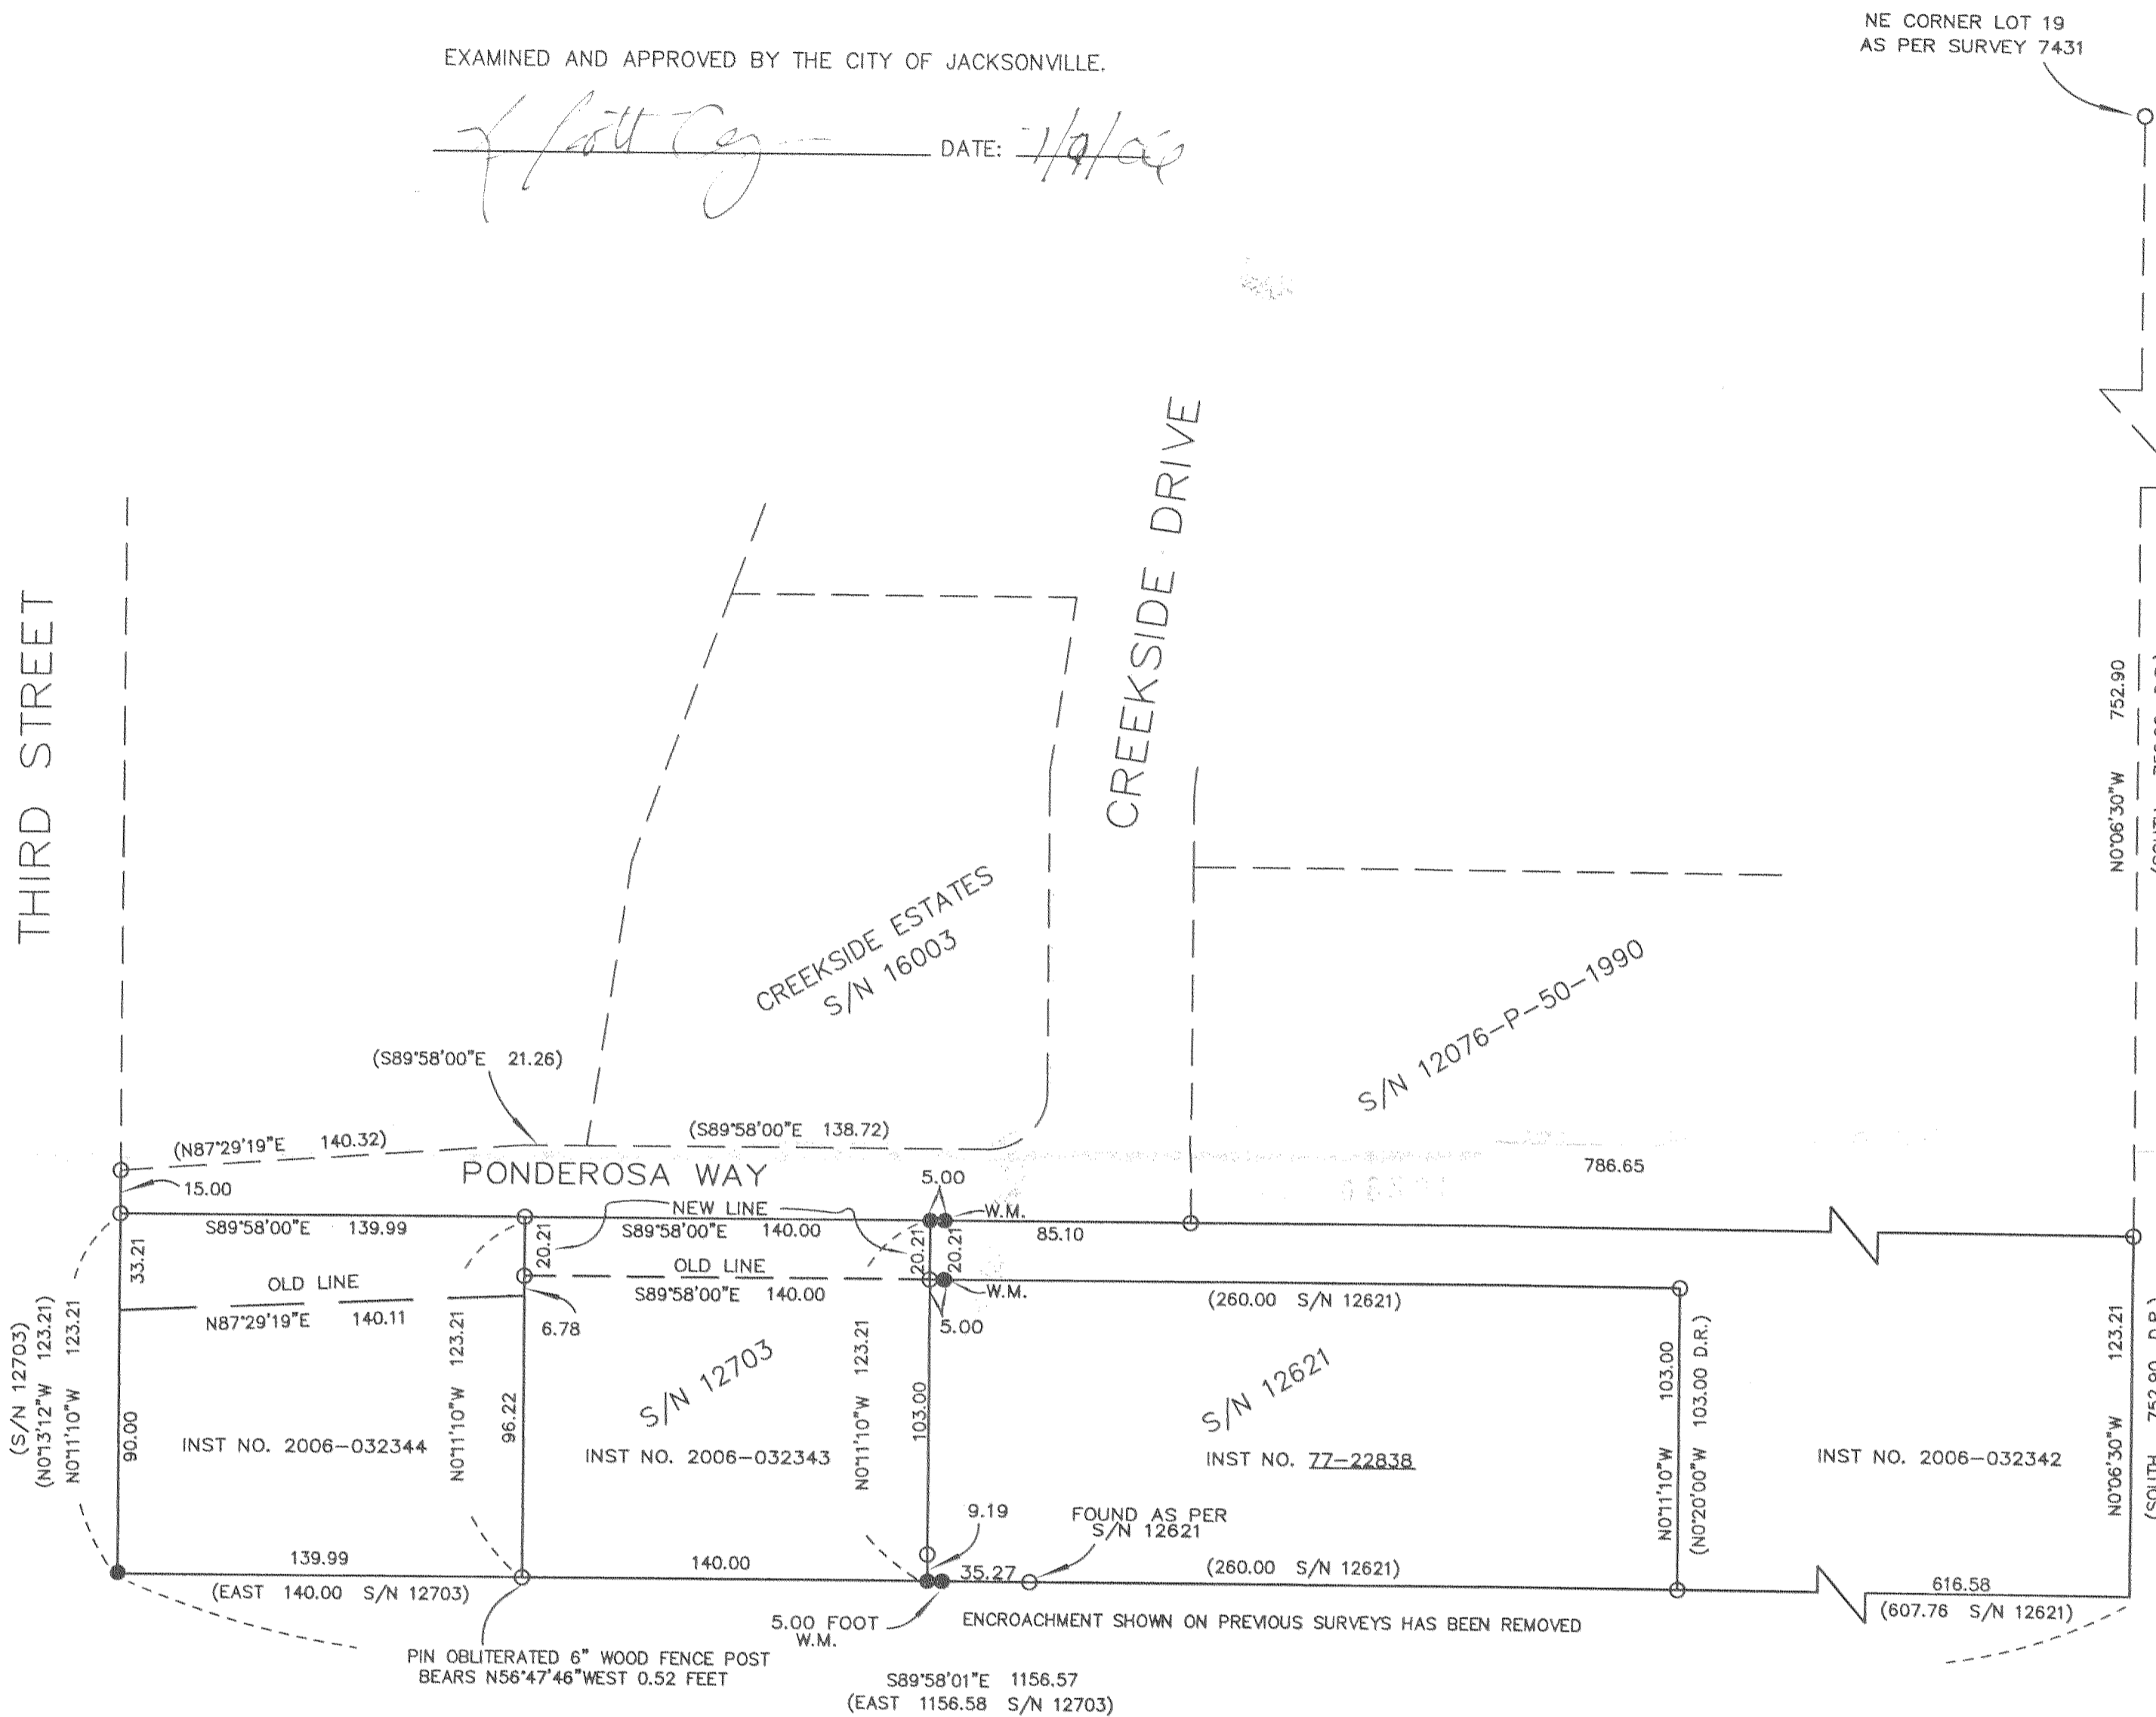 NE CORNER LOT 19
AS PER SURVEY 7431
EXAMINED AND APPROVED BY THE CITY OF JACKSONVILLE.
DATE:
THIRD STREET
CREEKSIDE DRIVE
N0°06'30"W 752.90
CREEKSIDE ESTATES
S/N 16003
S/N 12076-P-50-1990
(S89°58'00"E 21.26)
(N87°29'19"E 140.32)
(S89°58'00"E 138.72)
PONDEROSA WAY
15.00
5.00
786.65
NEW LINE
W.M.
S89°58'00"E 139.99
S89°58'00"E 140.00
85.10
33.21
20.21
20.21
20.21
OLD LINE
OLD LINE
N87°29'19"E 140.11
S89°58'00"E 140.00
W.M.
(260.00 S/N 12621)
6.78
5.00
(S/N 12703)
(N0°13'12"W 123.21)
N0°11'10"W 123.21
90.00
INST NO. 2006-032344
N0°11'10"W 123.21
96.22
S/N 12703
INST NO. 2006-032343
N0°11'10"W 123.21
103.00
S/N 12621
INST NO. 77-22838
N0°11'10"W 103.00
(N0°20'00"W 103.00 D.R.)
INST NO. 2006-032342
N0°06'30"W 123.21
(SOUTH 752.90 D.R.)
9.19
FOUND AS PER
S/N 12621
139.99
(EAST 140.00 S/N 12703)
140.00
35.27
(260.00 S/N 12621)
616.58
(607.76 S/N 12621)
5.00 FOOT
W.M.
ENCROACHMENT SHOWN ON PREVIOUS SURVEYS HAS BEEN REMOVED
PIN OBLITERATED 6" WOOD FENCE POST
BEARS N56°47'46"WEST 0.52 FEET
S89°58'01"E 1156.57
(EAST 1156.58 S/N 12703)